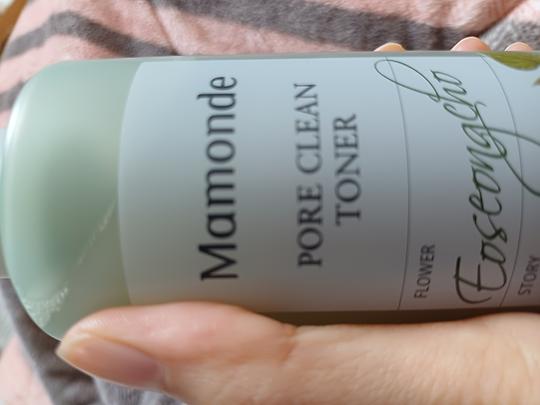 Mamonde
PORE CLEAN
TONER
FLOWER
Eoseongcho
STORY